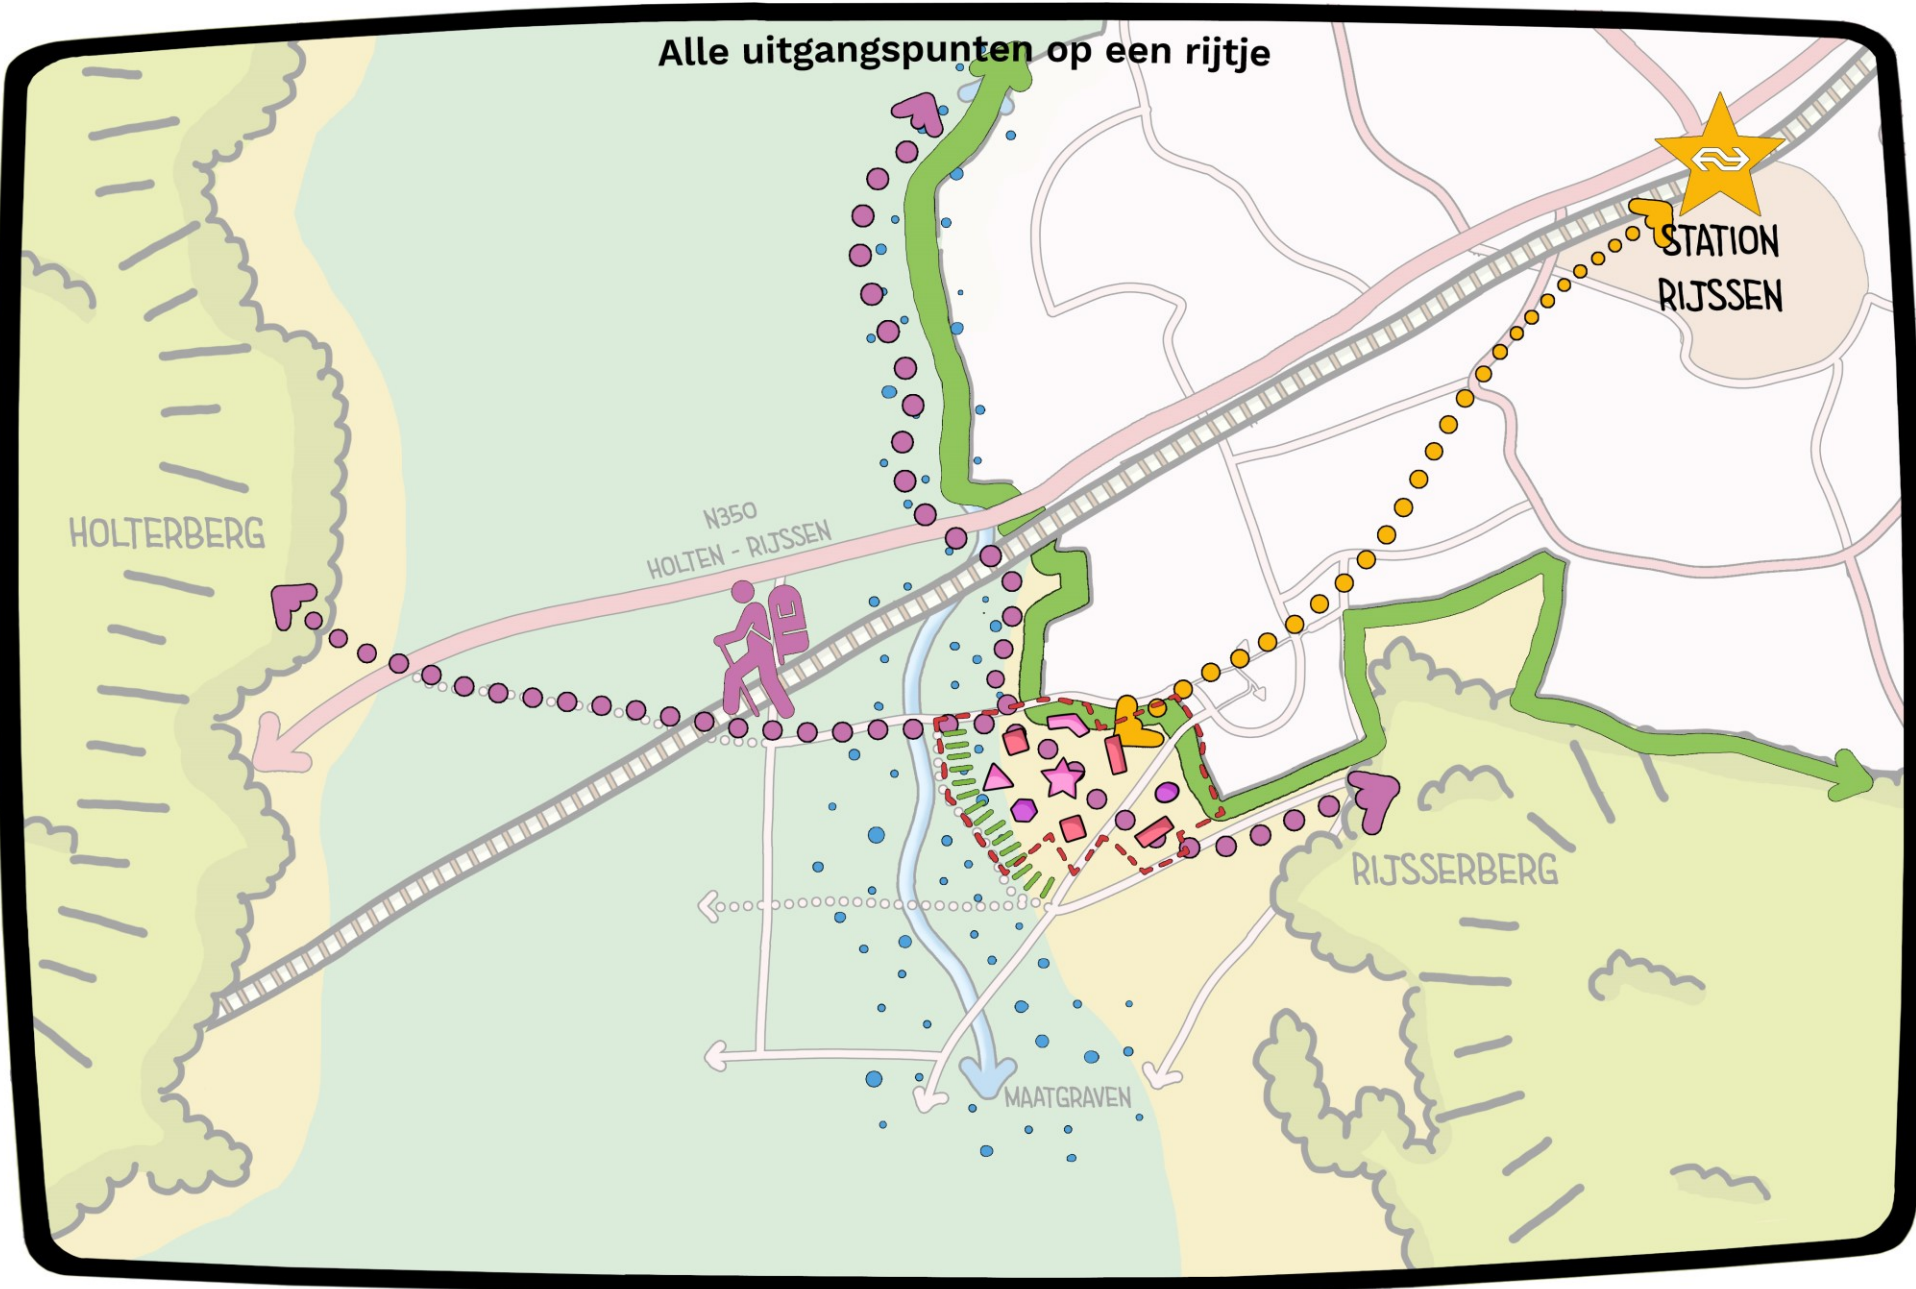 Alle uitgangspunten op een rijtje
STATION
RIJSSEN
N350
HOLTEN - RIJSSEN
HOLTERBERG
RIJSSERBERG
MAATGRAVEN